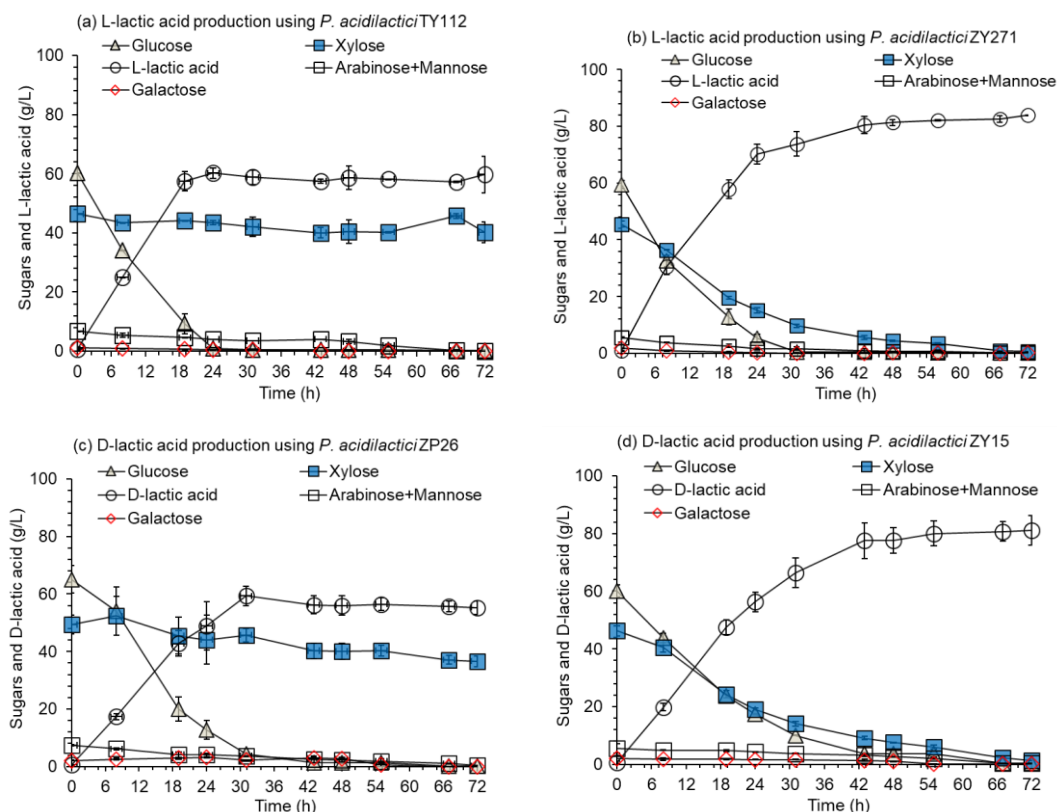 (a) L-lactic acid production using P. acidilactici TY112
Glucose
Xylose
L-lactic acid
Arabinose+Mannose
Galactose
Sugars and L-lactic acid (g/L)
100
80
60
40
20
0
0 6 12 18 24 30 36 42 48 54 60 66 72
Time (h)
(b) L-lactic acid production using P. acidilactici ZY271
Glucose
Xylose
L-lactic acid
Arabinose+Mannose
Galactose
Sugars and L-lactic acid (g/L)
100
80
60
40
20
0
0 6 12 18 24 30 36 42 48 54 60 66 72
Time (h)
(c) D-lactic acid production using P. acidilactici ZP26
Glucose
Xylose
D-lactic acid
Arabinose+Mannose
Galactose
Sugars and D-lactic acid (g/L)
100
80
60
40
20
0
0 6 12 18 24 30 36 42 48 54 60 66 72
Time (h)
(d) D-lactic acid production using P. acidilactici ZY15
Glucose
Xylose
D-lactic acid
Arabinose+Mannose
Galactose
Sugars and D-lactic acid (g/L)
100
80
60
40
20
0
0 6 12 18 24 30 36 42 48 54 60 66 72
Time (h)